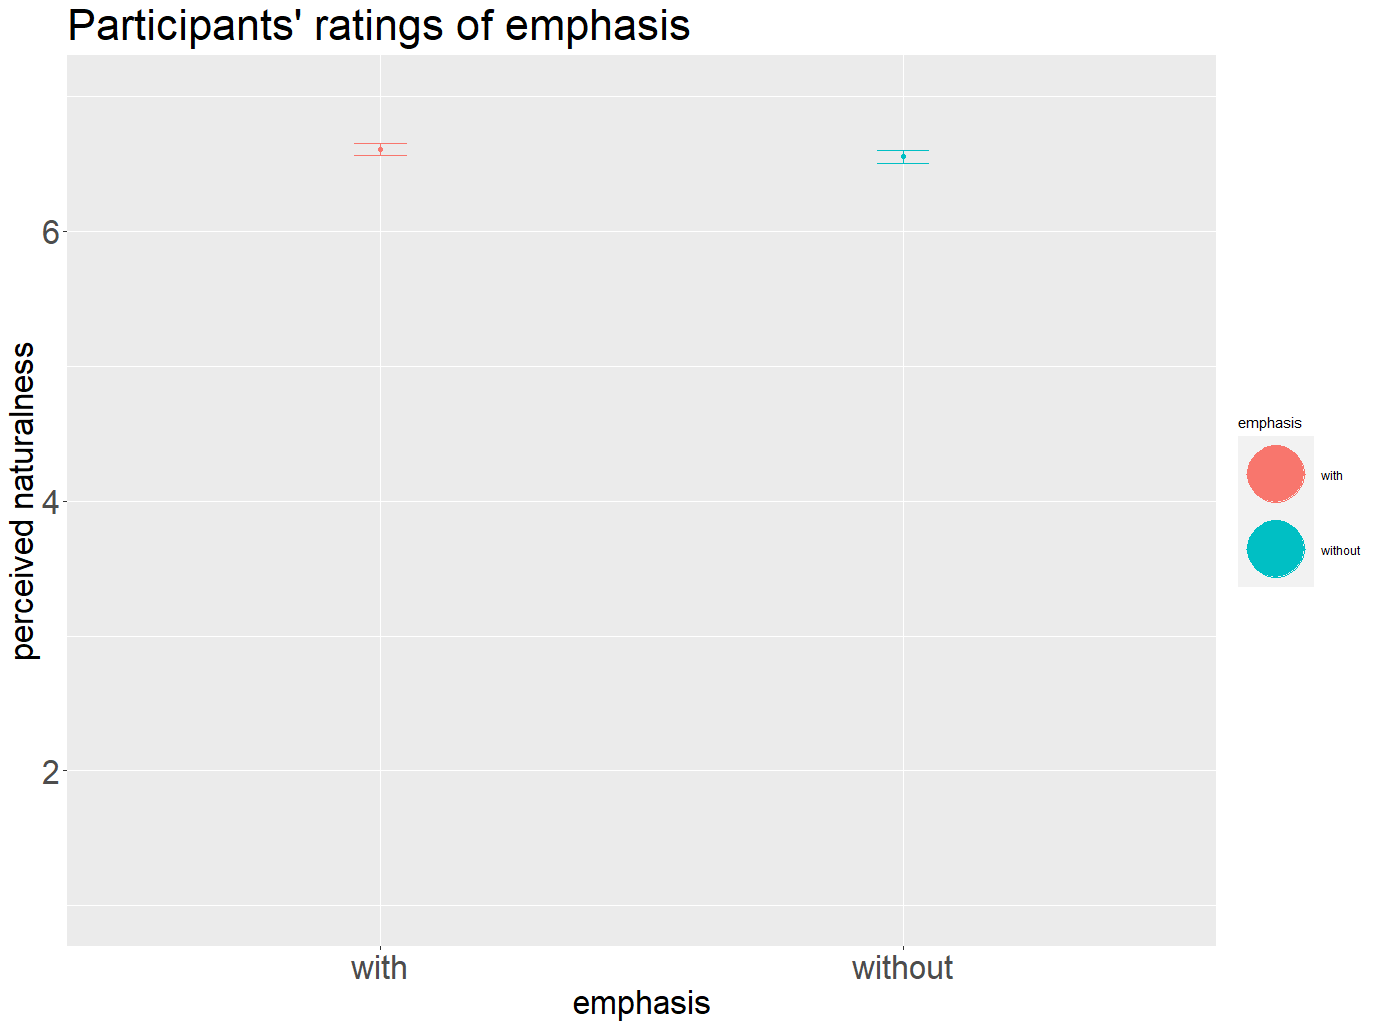 Participants' ratings of emphasis
perceived naturalness
6
4
2
with
without
emphasis
emphasis
with
without